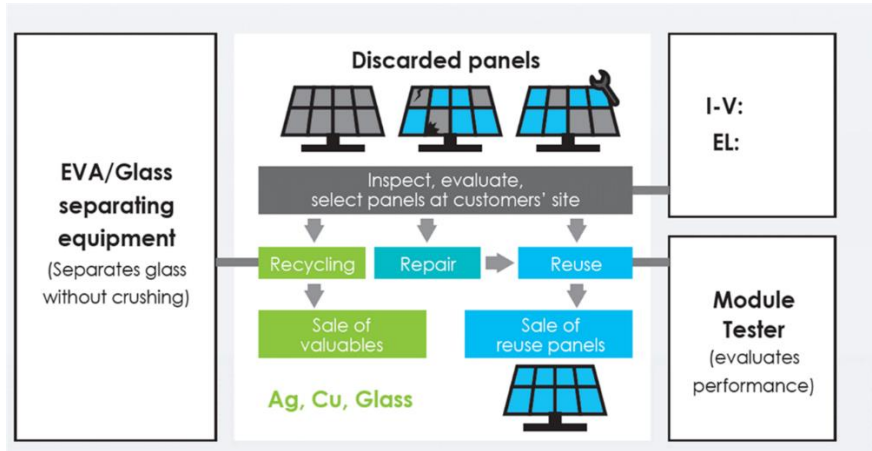 Discarded panels
Inspect, evaluate,
select panels at customers' site
Recycling
Repair
Reuse
Sale of
valuables
Sale of
reuse panels
Ag, Cu, Glass
EVA/Glass
separating
equipment
(Separates glass
without crushing)
I-V:
EL:
Module
Tester
(evaluates
performance)